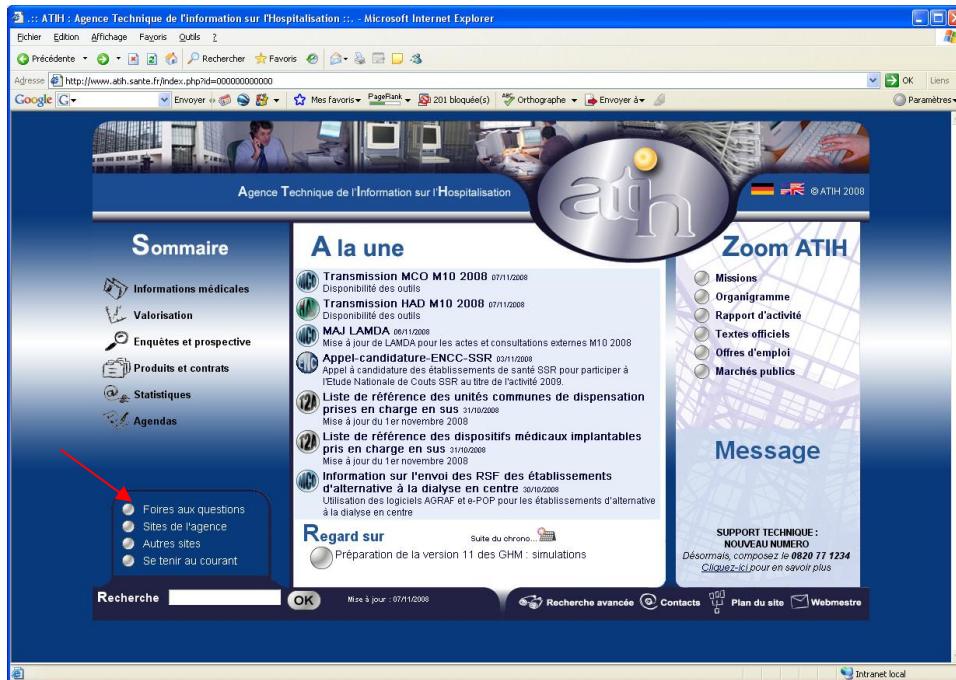 .:: ATIH : Agence Technique de l'information sur l'Hospitalisation ::. - Microsoft Internet Explorer
Fichier Edition Affichage Favoris Outils ?
Précédente Rechercher Favoris
Adresse http://www.atih.sante.fr/index.php?id=000000000000 OK Liens
Google Envoyer Mes favoris PageRank 201 bloquée(s) Orthographe Envoyer à Paramètres
Agence Technique de l'Information sur l'Hospitalisation
atih
© ATIH 2008
Sommaire
Informations médicales
Valorisation
Enquêtes et prospective
Produits et contrats
Statistiques
Agendas
Foires aux questions
Sites de l'agence
Autres sites
Se tenir au courant
A la une
MCO Transmission MCO M10 2008 07/11/2008
Disponibilité des outils
HAD Transmission HAD M10 2008 07/11/2008
Disponibilité des outils
MCO MAJ LAMDA 06/11/2008
Mise à jour de LAMDA pour les actes et consultations externes M10 2008
Appel-candidature-ENCC-SSR 03/11/2008
Appel à candidature des établissements de santé SSR pour participer à
l'Etude Nationale de Couts SSR au titre de l'activité 2009.
T2A Liste de référence des unités communes de dispensation
prises en charge en sus 31/10/2008
Mise à jour du 1er novembre 2008
T2A Liste de référence des dispositifs médicaux implantables
pris en charge en sus 31/10/2008
Mise à jour du 1er novembre 2008
MCO Information sur l'envoi des RSF des établissements
d'alternative à la dialyse en centre 30/10/2008
Utilisation des logiciels AGRAF et e-POP pour les établissements d'alternative
à la dialyse en centre
Regard sur Suite du chrono...
Préparation de la version 11 des GHM : simulations
Zoom ATIH
Missions
Organigramme
Rapport d'activité
Textes officiels
Offres d'emploi
Marchés publics
Message
SUPPORT TECHNIQUE :
NOUVEAU NUMERO
Désormais, composez le 0820 77 1234
Cliquez-ici pour en savoir plus
Recherche OK Mise à jour : 07/11/2008 Recherche avancée Contacts Plan du site Webmestre
Intranet local